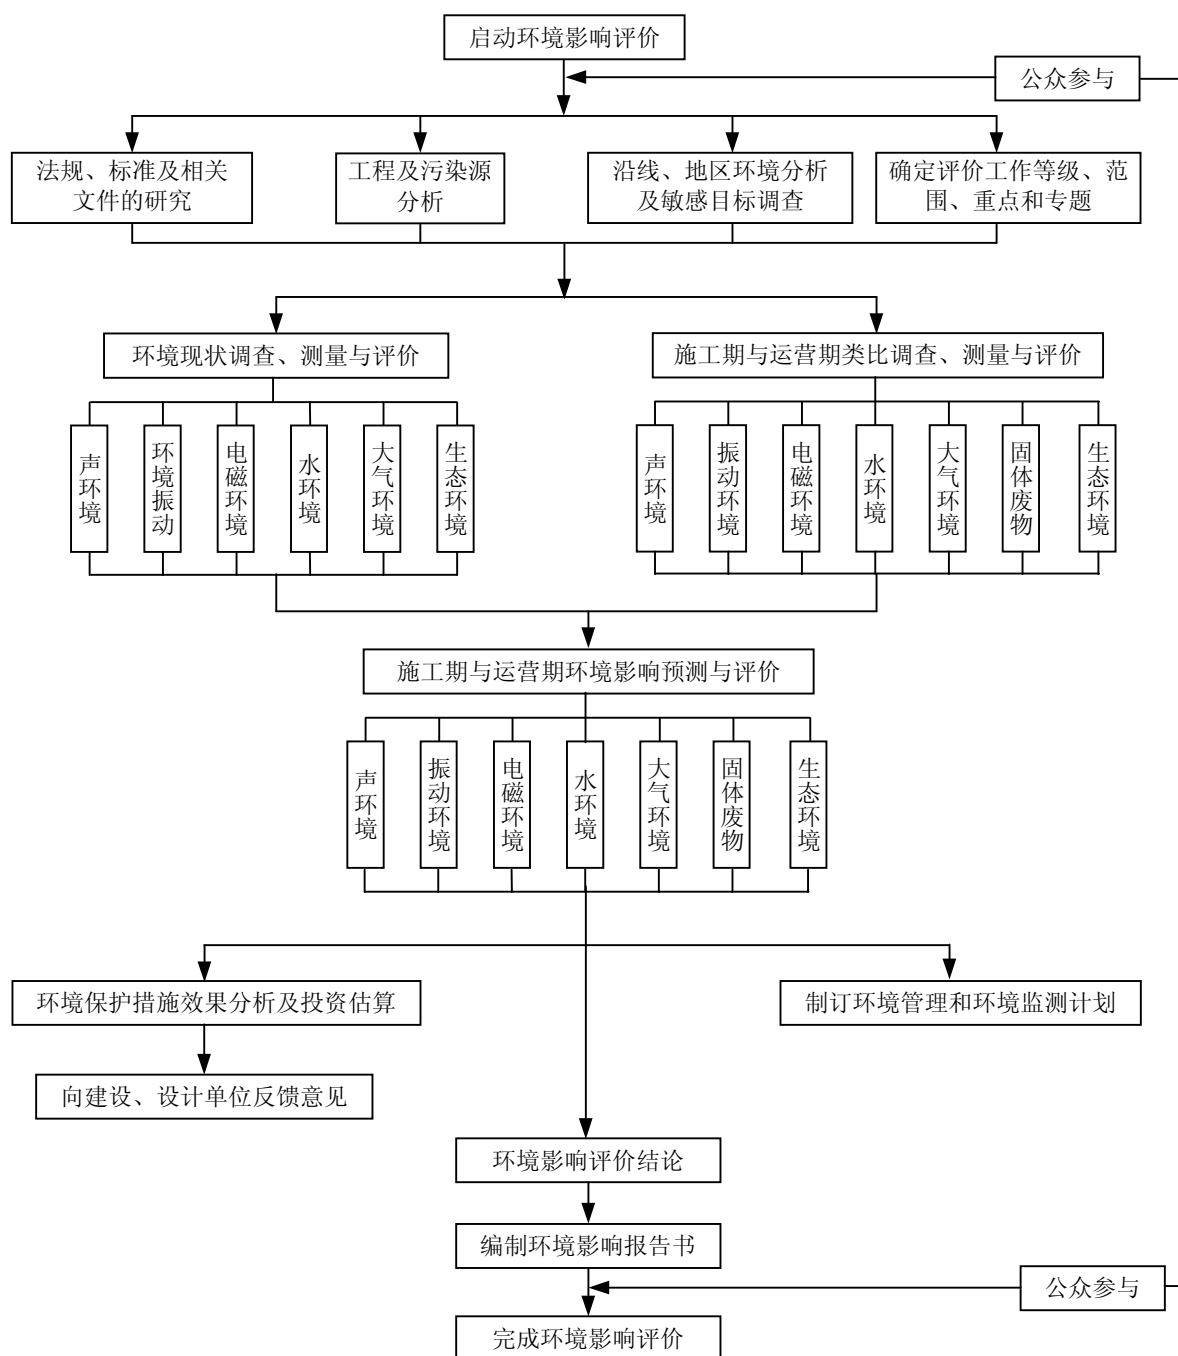 启动环境影响评价
公众参与
法规、标准及相关
文件的研究
工程及污染源
分析
沿线、地区环境分析
及敏感目标调查
确定评价工作等级、范
围、重点和专题
环境现状调查、测量与评价
施工期与运营期类比调查、测量与评价
声环境
环境振动
电磁环境
水环境
大气环境
生态环境
声环境
振动环境
电磁环境
水环境
大气环境
固体废物
生态环境
施工期与运营期环境影响预测与评价
声环境
振动环境
电磁环境
水环境
大气环境
固体废物
生态环境
环境保护措施效果分析及投资估算
制订环境管理和环境监测计划
向建设、设计单位反馈意见
环境影响评价结论
编制环境影响报告书
公众参与
完成环境影响评价